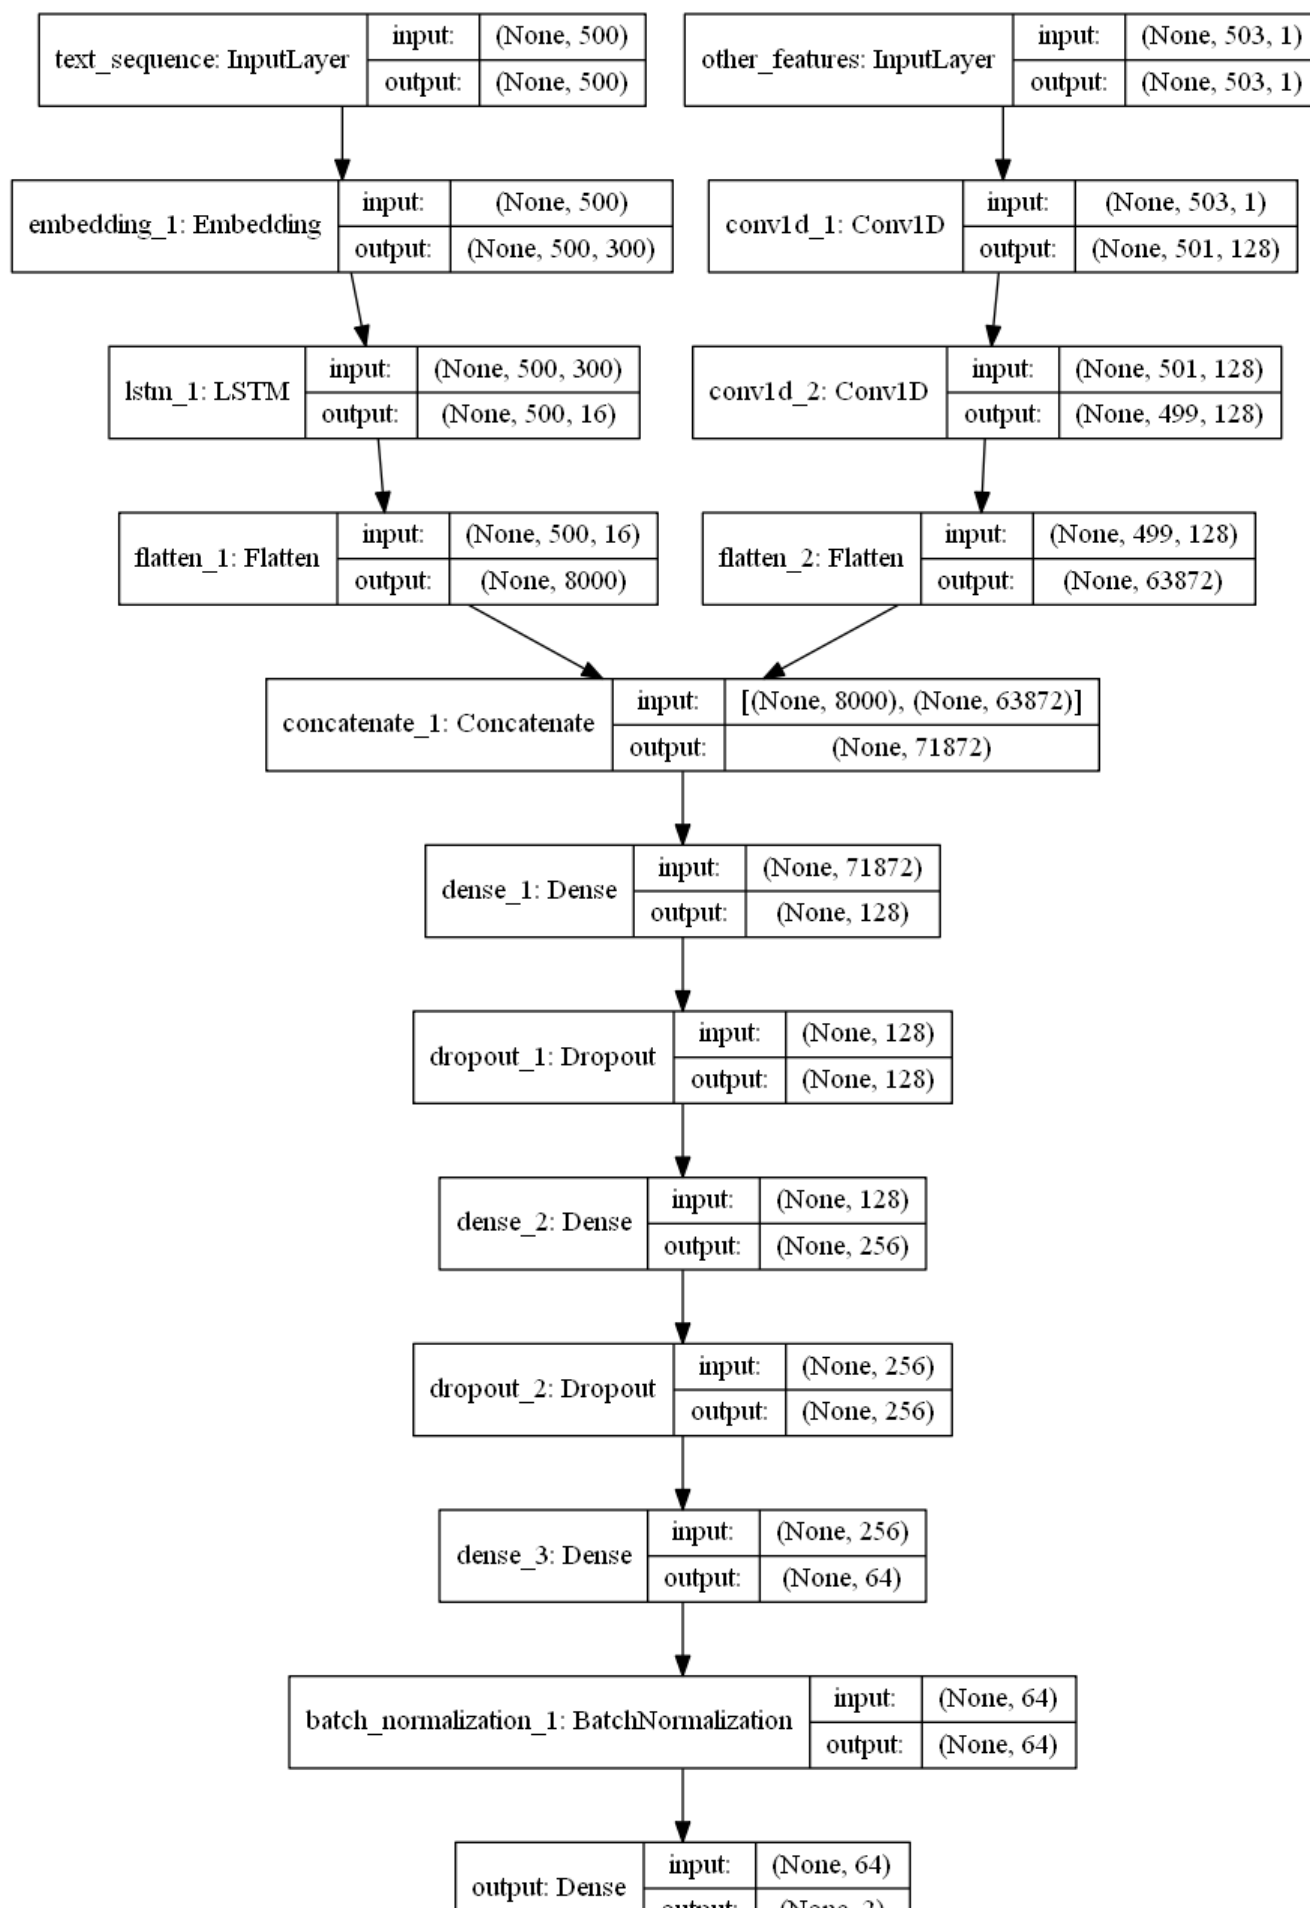 text_sequence: InputLayer
input: (None, 500)
output: (None, 500)
other_features: InputLayer
input: (None, 503, 1)
output: (None, 503, 1)
embedding_1: Embedding
input: (None, 500)
output: (None, 500, 300)
conv1d_1: Conv1D
input: (None, 503, 1)
output: (None, 501, 128)
lstm_1: LSTM
input: (None, 500, 300)
output: (None, 500, 16)
conv1d_2: Conv1D
input: (None, 501, 128)
output: (None, 499, 128)
flatten_1: Flatten
input: (None, 500, 16)
output: (None, 8000)
flatten_2: Flatten
input: (None, 499, 128)
output: (None, 63872)
concatenate_1: Concatenate
input: [(None, 8000), (None, 63872)]
output: (None, 71872)
dense_1: Dense
input: (None, 71872)
output: (None, 128)
dropout_1: Dropout
input: (None, 128)
output: (None, 128)
dense_2: Dense
input: (None, 128)
output: (None, 256)
dropout_2: Dropout
input: (None, 256)
output: (None, 256)
dense_3: Dense
input: (None, 256)
output: (None, 64)
batch_normalization_1: BatchNormalization
input: (None, 64)
output: (None, 64)
output: Dense
input: (None, 64)
output: (None,